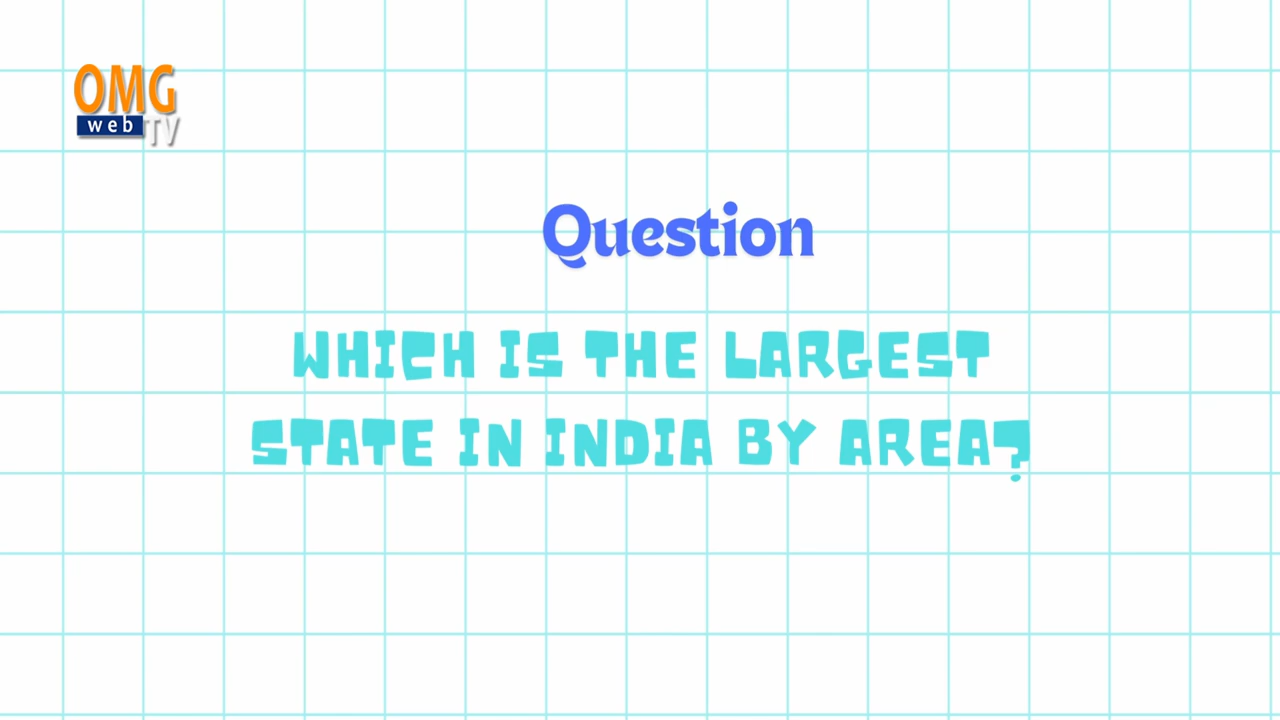 OMG
web TV
Question
WHICH IS THE LARGEST
STATE IN INDIA BY AREA?